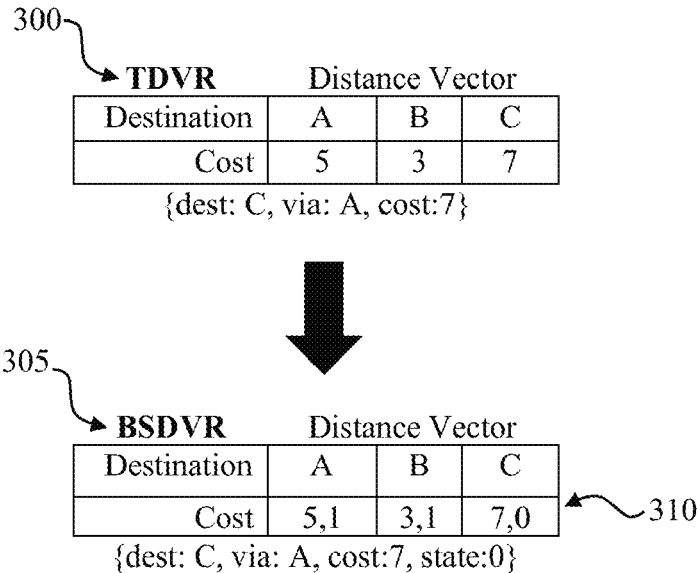 300
TDVR Distance Vector
Destination A B C
Cost 5 3 7
{dest: C, via: A, cost:7}
305
BSDVR Distance Vector
Destination A B C
Cost 5,1 3,1 7,0
310
{dest: C, via: A, cost:7, state:0}